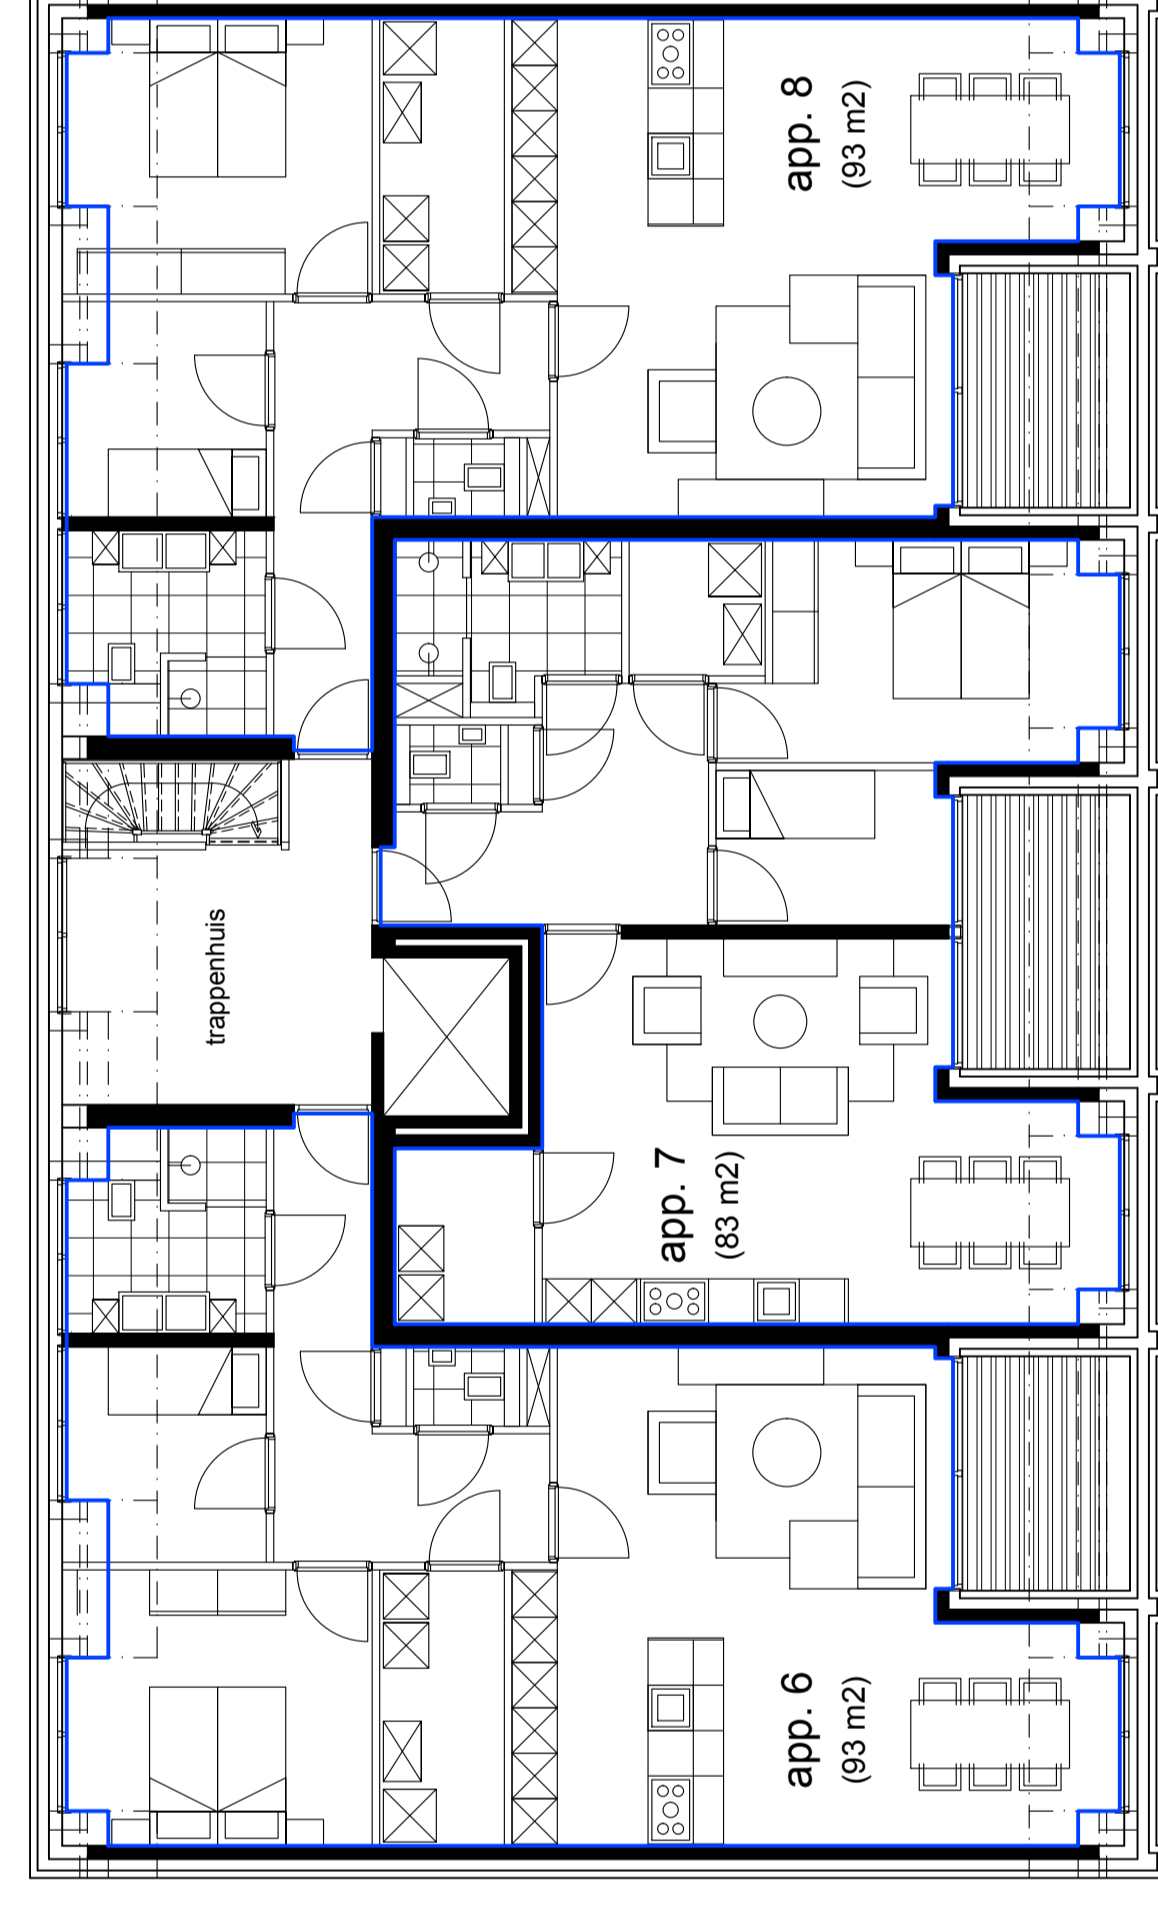 app. 8
(93 m2)
trappenhuis
app. 7
(83 m2)
app. 6
(93 m2)